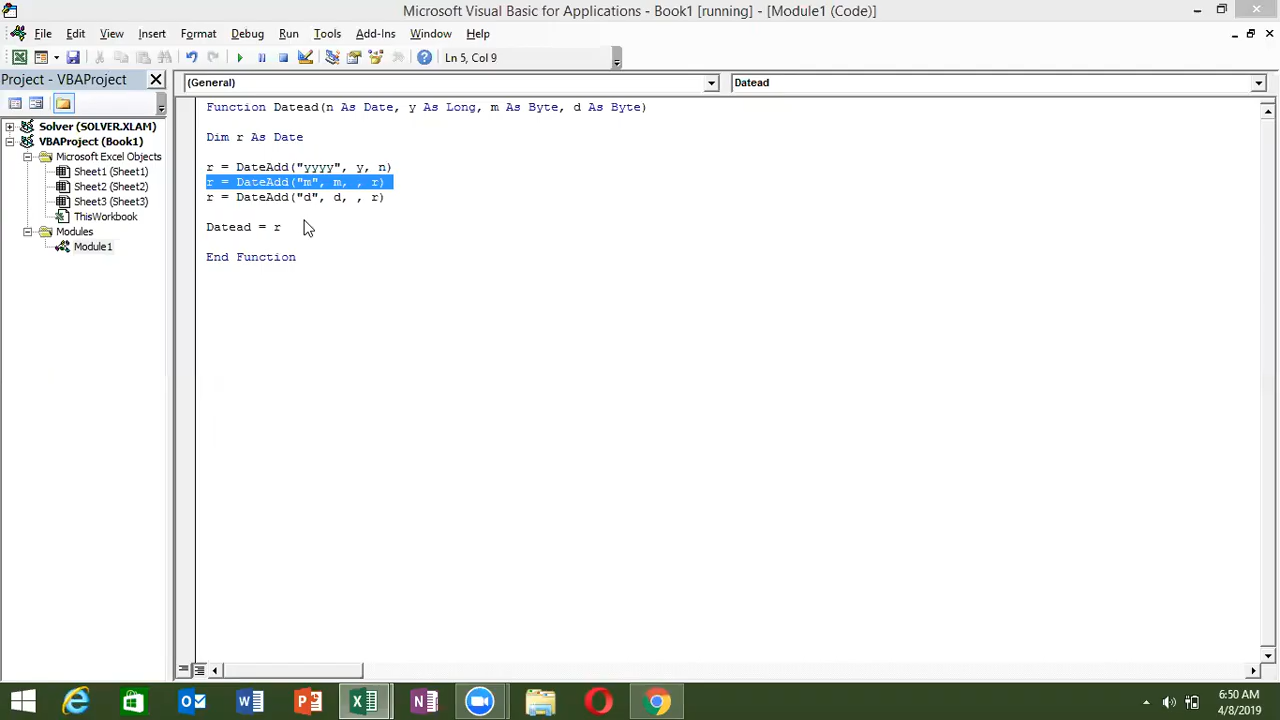 Microsoft Visual Basic for Applications - Book1 [running] - [Module1 (Code)]
File Edit View Insert Format Debug Run Tools Add-Ins Window Help
Ln 5, Col 9
Project - VBAProject
(General) Datead
Solver (SOLVER.XLAM)
VBAProject (Book1)
Microsoft Excel Objects
Sheet1 (Sheet1)
Sheet2 (Sheet2)
Sheet3 (Sheet3)
ThisWorkbook
Modules
Module1
Function Datead(n As Date, y As Long, m As Byte, d As Byte)
Dim r As Date
r = DateAdd("yyyy", y, n)
r = DateAdd("m", m, , r)
r = DateAdd("d", d, , r)
Datead = r
End Function
6:50 AM
4/8/2019